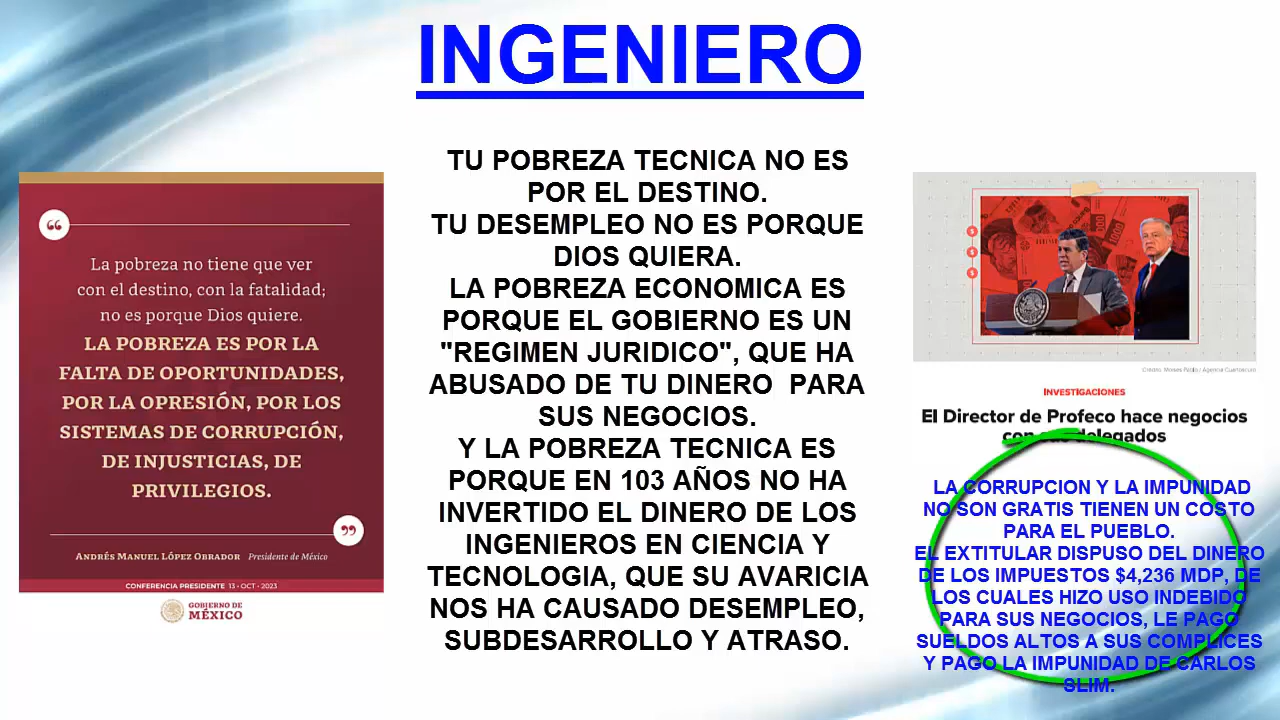 INGENIERO
La pobreza no tiene que ver
con el destino, con la fatalidad;
no es porque Dios quiere.
LA POBREZA ES POR LA
FALTA DE OPORTUNIDADES,
POR LA OPRESIÓN, POR LOS
SISTEMAS DE CORRUPCIÓN,
DE INJUSTICIAS, DE
PRIVILEGIOS.
ANDRÉS MANUEL LÓPEZ OBRADOR Presidente de México
CONFERENCIA PRESIDENTE 13 • OCT • 2023
GOBIERNO DE
MÉXICO
TU POBREZA TECNICA NO ES
POR EL DESTINO.
TU DESEMPLEO NO ES PORQUE
DIOS QUIERA.
LA POBREZA ECONOMICA ES
PORQUE EL GOBIERNO ES UN
"REGIMEN JURIDICO", QUE HA
ABUSADO DE TU DINERO PARA
SUS NEGOCIOS.
Y LA POBREZA TECNICA ES
PORQUE EN 103 AÑOS NO HA
INVERTIDO EL DINERO DE LOS
INGENIEROS EN CIENCIA Y
TECNOLOGIA, QUE SU AVARICIA
NOS HA CAUSADO DESEMPLEO,
SUBDESARROLLO Y ATRASO.
Crédito: Moisés Pablo / Agencia Cuartoscuro
INVESTIGACIONES
El Director de Profeco hace negocios
con sus delegados
LA CORRUPCION Y LA IMPUNIDAD
NO SON GRATIS TIENEN UN COSTO
PARA EL PUEBLO.
EL EXTITULAR DISPUSO DEL DINERO
DE LOS IMPUESTOS $4,236 MDP, DE
LOS CUALES HIZO USO INDEBIDO
PARA SUS NEGOCIOS, LE PAGO
SUELDOS ALTOS A SUS COMPLICES
Y PAGO LA IMPUNIDAD DE CARLOS
SLIM.